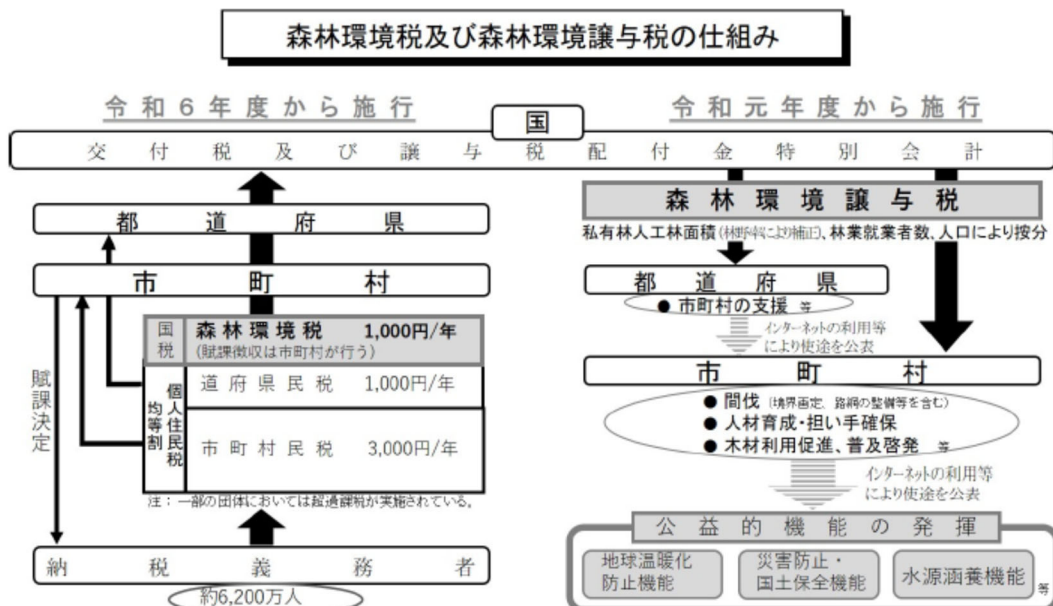 森林環境税及び森林環境譲与税の仕組み
令和6年度から施行
国
令和元年度から施行
交付税及び譲与税配付金特別会計
都道府県
市町村
国税
森林環境税 1,000円/年
(賦課徴収は市町村が行う)
個人住民税
均等割
道府県民税 1,000円/年
市町村民税 3,000円/年
注：一部の団体においては超過課税が実施されている。
賦課決定
納税義務者
約6,200万人
森林環境譲与税
私有林人工林面積(林野率により補正)、林業就業者数、人口により按分
都道府県
● 市町村の支援 等
インターネットの利用等
により使途を公表
市町村
● 間伐（境界画定、路網の整備等を含む）
● 人材育成・担い手確保
● 木材利用促進、普及啓発 等
インターネットの利用等
により使途を公表
公益的機能の発揮
地球温暖化
防止機能
災害防止・
国土保全機能
水源涵養機能
等